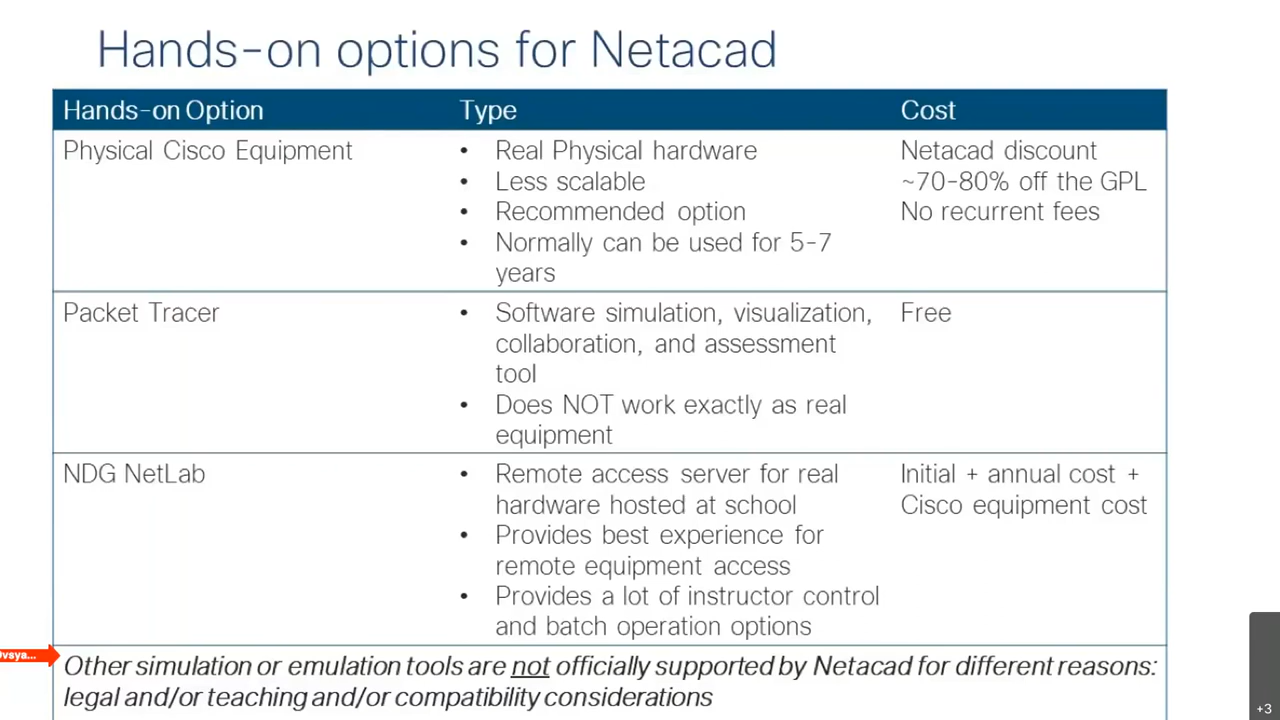 Hands-on options for Netacad
Hands-on Option Type Cost
Physical Cisco Equipment
• Real Physical hardware
• Less scalable
• Recommended option
• Normally can be used for 5-7
years
Netacad discount
~70-80% off the GPL
No recurrent fees
Packet Tracer
• Software simulation, visualization,
collaboration, and assessment
tool
• Does NOT work exactly as real
equipment
Free
NDG NetLab
• Remote access server for real
hardware hosted at school
• Provides best experience for
remote equipment access
• Provides a lot of instructor control
and batch operation options
Initial + annual cost +
Cisco equipment cost
Other simulation or emulation tools are not officially supported by Netacad for different reasons:
legal and/or teaching and/or compatibility considerations
+3